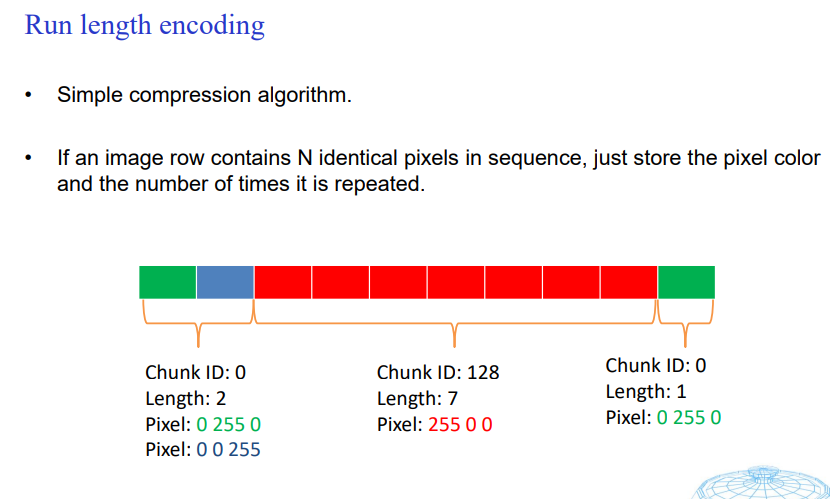 Run length encoding
• Simple compression algorithm.
• If an image row contains N identical pixels in sequence, just store the pixel color
and the number of times it is repeated.
Chunk ID: 0
Length: 2
Pixel: 0 255 0
Pixel: 0 0 255
Chunk ID: 128
Length: 7
Pixel: 255 0 0
Chunk ID: 0
Length: 1
Pixel: 0 255 0